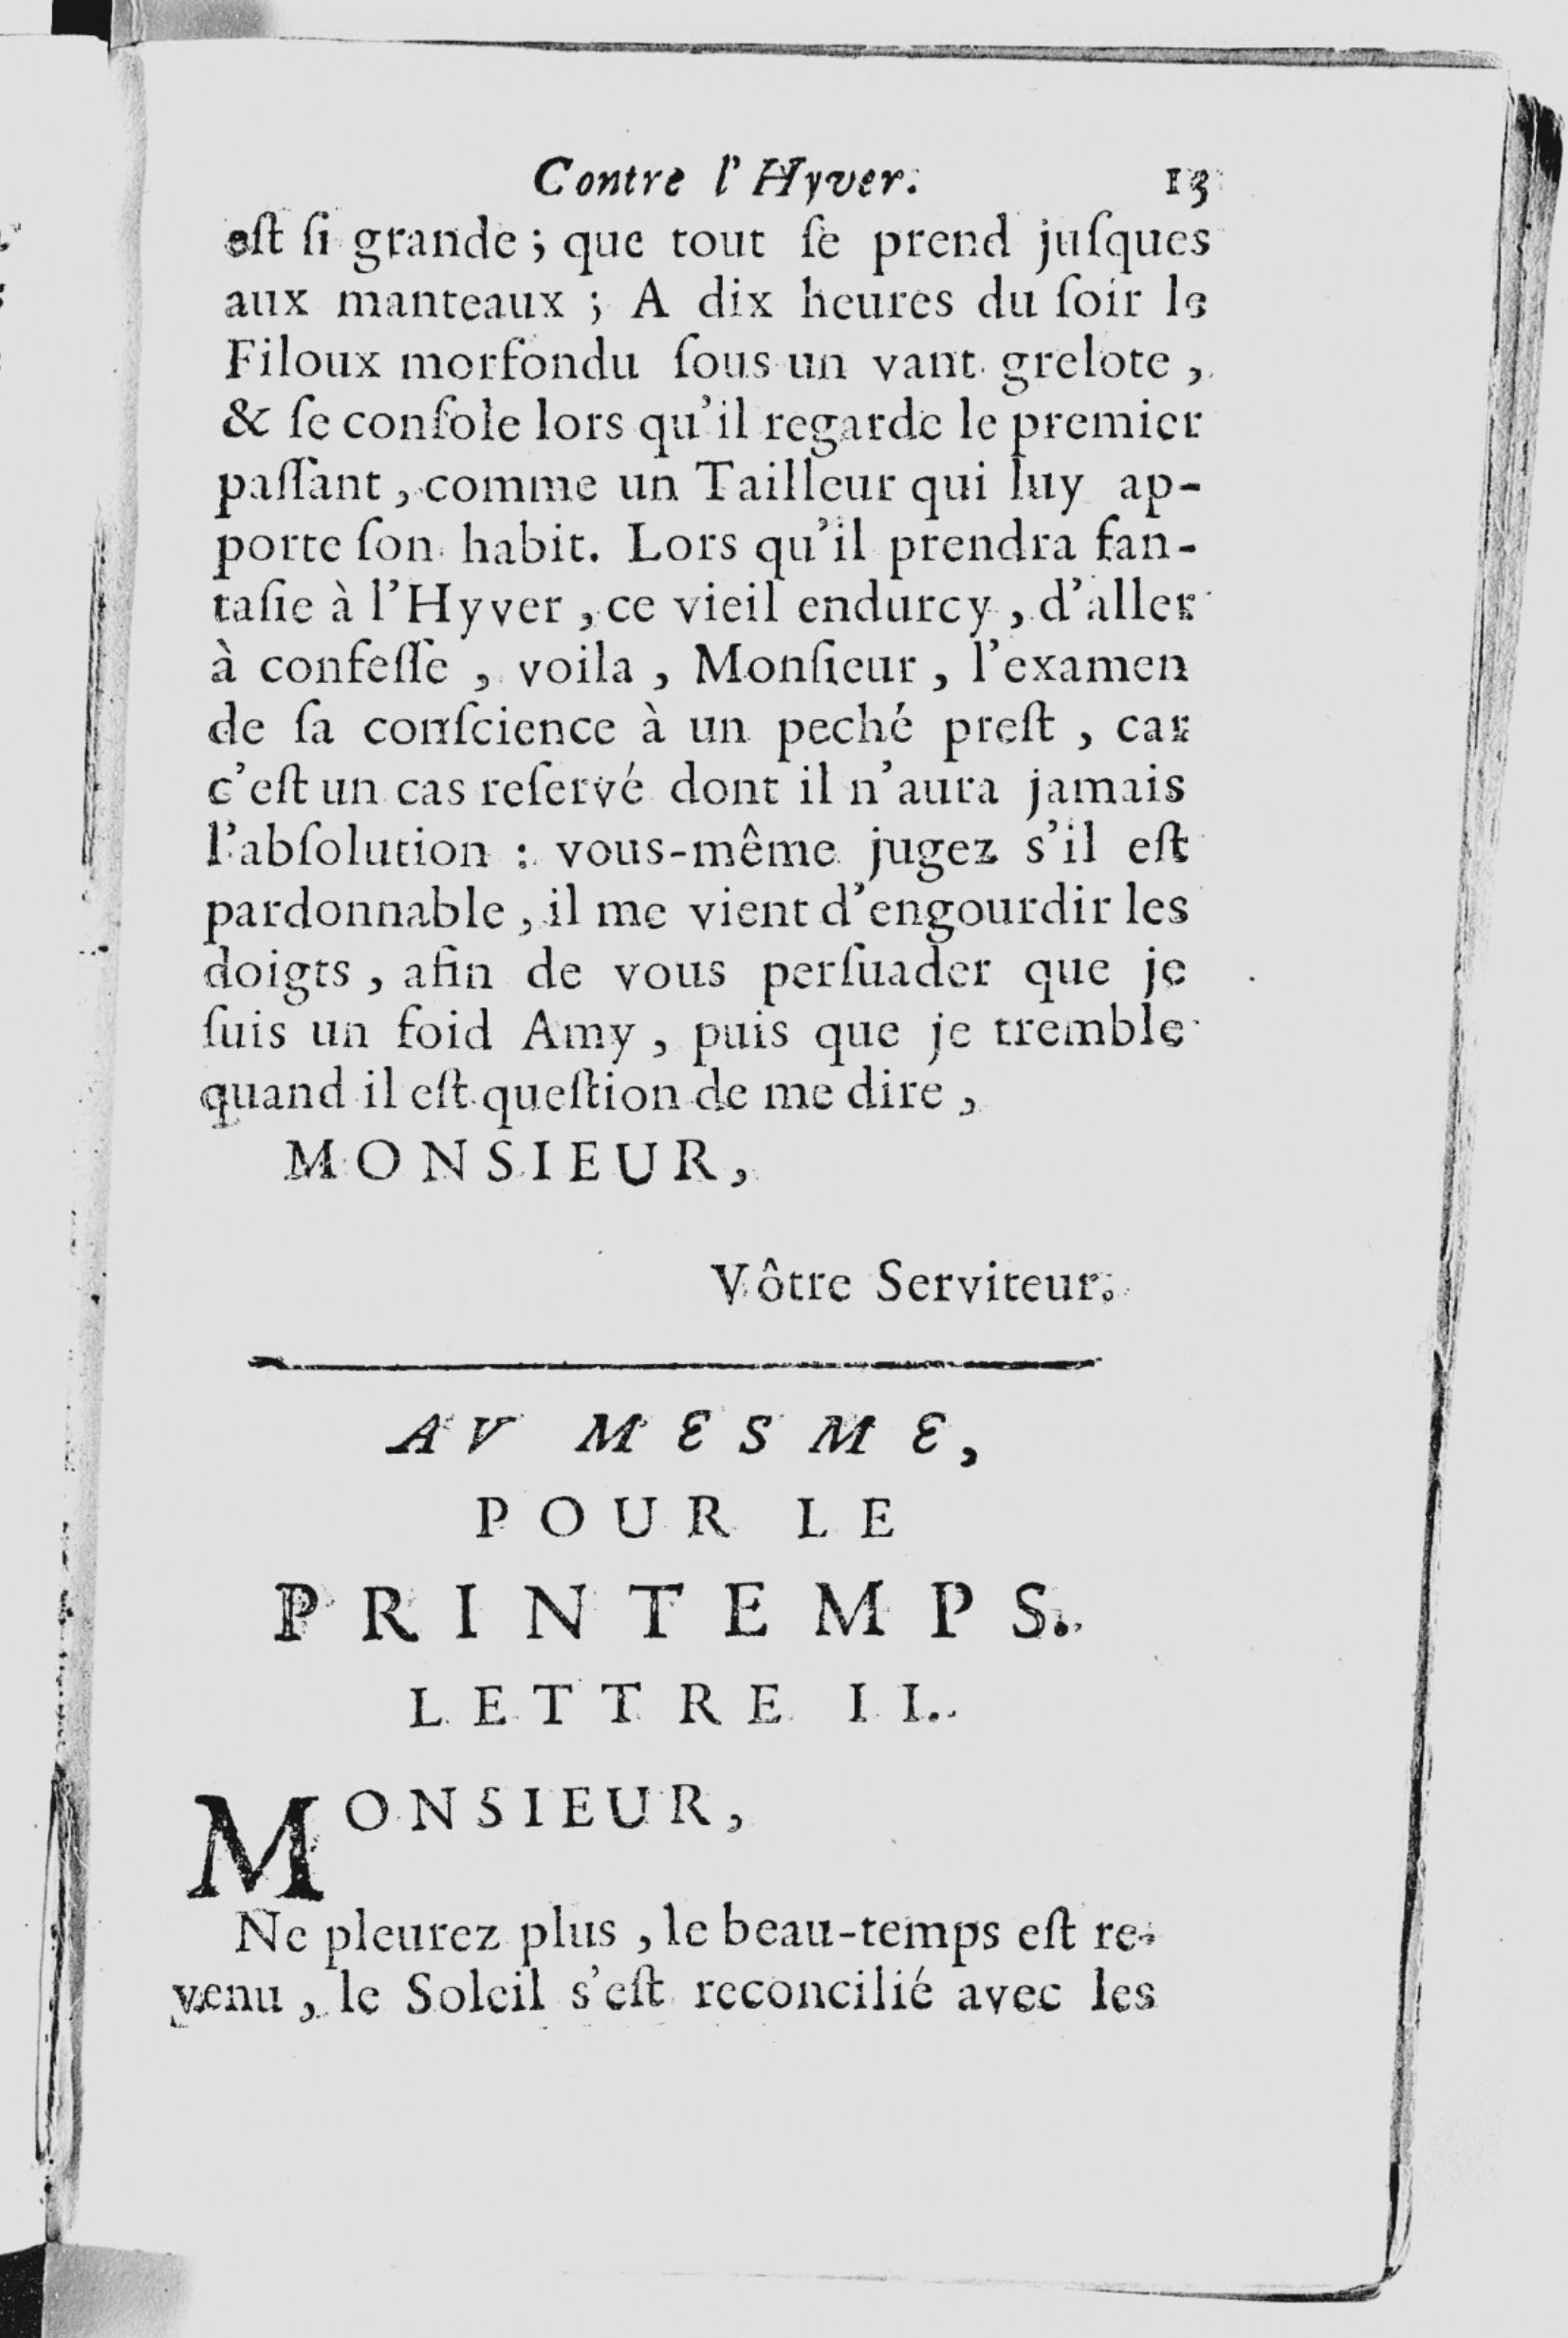 Contre l'Hyver. 13
eſt ſi grande ; que tout ſe prend juſques
aux manteaux ; A dix heures du ſoir le
Filoux morfondu ſous un vant grelote ,
& ſe conſole lors qu'il regarde le premier
paſſant , comme un Tailleur qui luy ap-
porte ſon habit. Lors qu'il prendra fan-
taſie à l'Hyver , ce vieil endurcy , d'aller
à confeſſe , voila , Monſieur , l'examen
de ſa conſcience à un peché preſt , car
c'eſt un cas reſervé dont il n'aura jamais
l'abſolution : vous-même jugez s'il eſt
pardonnable , il me vient d'engourdir les
doigts , afin de vous perſuader que je
ſuis un foid Amy , puis que je tremble
quand il eſt queſtion de me dire ,
MONSIEUR,
Vôtre Serviteur.
AV MESME,
POUR LE
PRINTEMPS.
LETTRE II.
MONSIEUR,
Ne pleurez plus , le beau-temps eſt re-
venu , le Soleil s'eſt reconcilié avec les